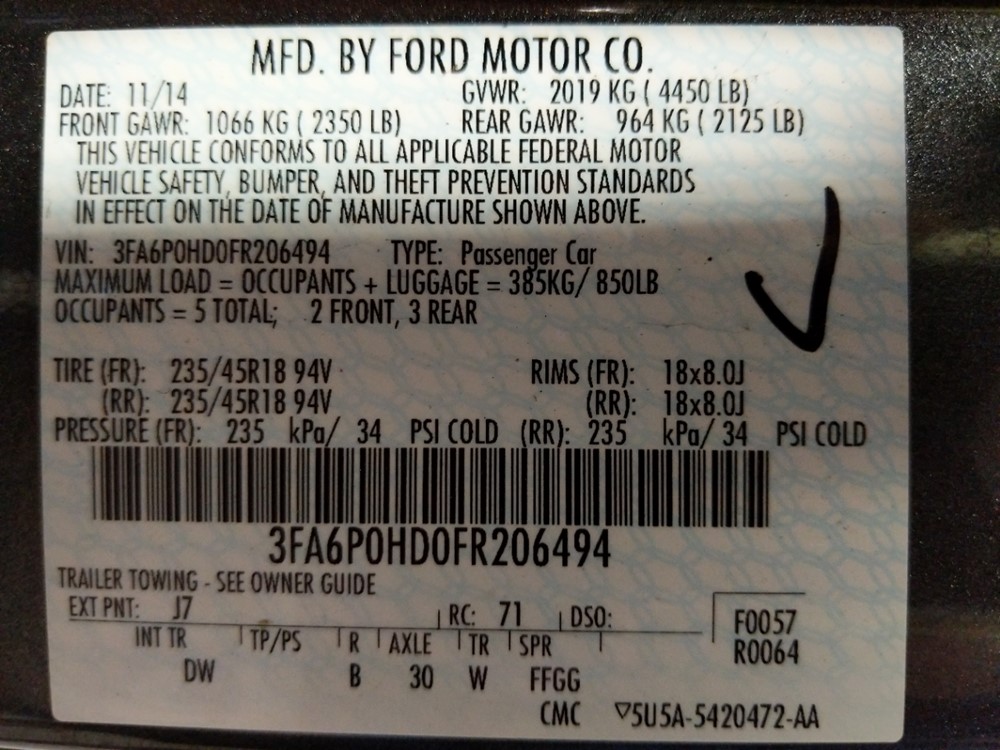 MFD. BY FORD MOTOR CO.
DATE: 11/14 GVWR: 2019 KG ( 4450 LB)
FRONT GAWR: 1066 KG ( 2350 LB) REAR GAWR: 964 KG ( 2125 LB)
THIS VEHICLE CONFORMS TO ALL APPLICABLE FEDERAL MOTOR
VEHICLE SAFETY, BUMPER, AND THEFT PREVENTION STANDARDS
IN EFFECT ON THE DATE OF MANUFACTURE SHOWN ABOVE.
VIN: 3FA6P0HD0FR206494 TYPE: Passenger Car
MAXIMUM LOAD = OCCUPANTS + LUGGAGE = 385KG/ 850LB
OCCUPANTS = 5 TOTAL; 2 FRONT, 3 REAR
TIRE (FR): 235/45R18 94V RIMS (FR): 18x8.0J
(RR): 235/45R18 94V (RR): 18x8.0J
PRESSURE (FR): 235 kPa/ 34 PSI COLD (RR): 235 kPa/ 34 PSI COLD
3FA6P0HD0FR206494
TRAILER TOWING - SEE OWNER GUIDE
EXT PNT: J7 RC: 71 DSO: F0057
INT TR TP/PS R AXLE TR SPR R0064
DW B 30 W FFGG
CMC ▽5U5A-5420472-AA